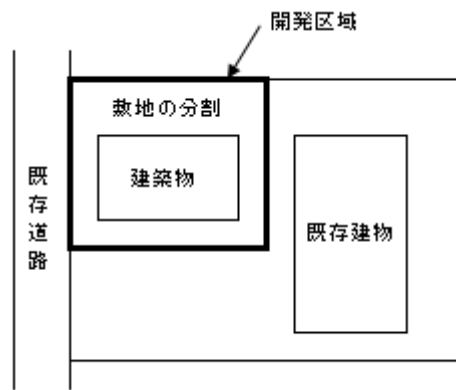 開発区域
敷地の分割
建築物
既存道路
既存建物